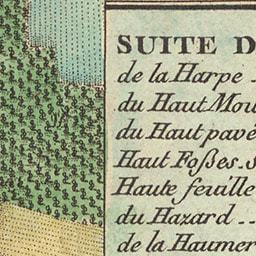 SUITE D
de la Harpe
du Haut Mou
du Haut pavé
Haut Foßes. S
Haute feuille
du Hazard ..
de la Haumer